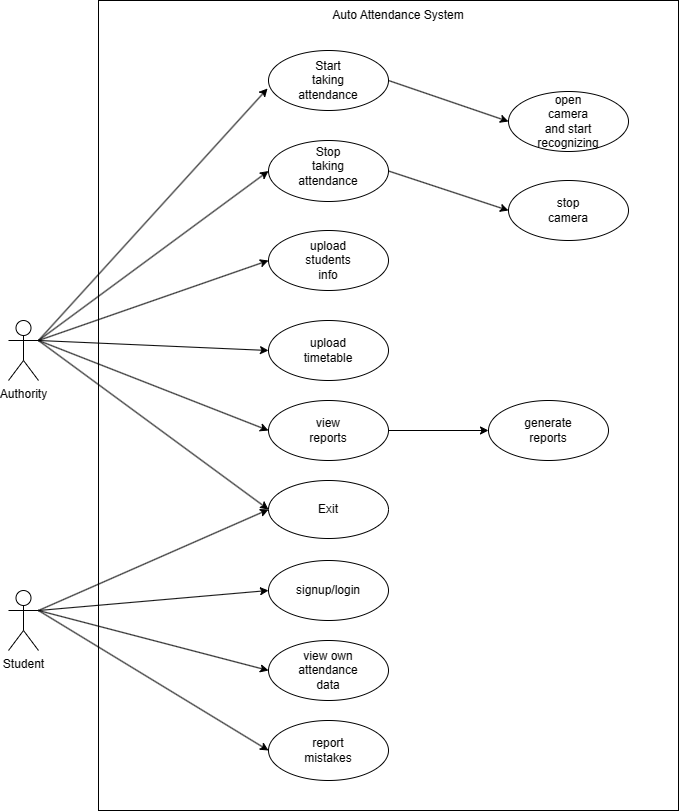 Auto Attendance System
Start
taking
attendance
open
camera
and start
recognizing
Stop
taking
attendance
stop
camera
upload
students
info
upload
timetable
Authority
view
reports
generate
reports
Exit
signup/login
Student
view own
attendance
data
report
mistakes